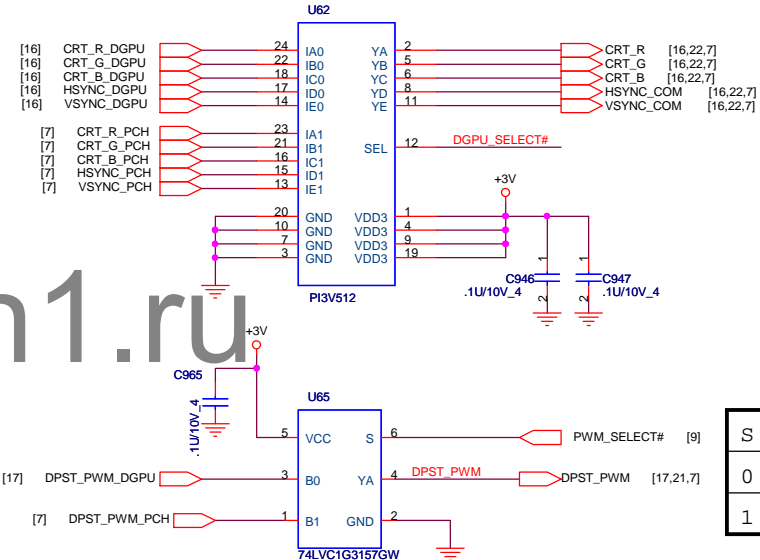 U62
[16] CRT_R_DGPU 24 IA0 YA 2 CRT_R [16,22,7]
[16] CRT_G_DGPU 22 IB0 YB 5 CRT_G [16,22,7]
[16] CRT_B_DGPU 18 IC0 YC 6 CRT_B [16,22,7]
[16] HSYNC_DGPU 17 ID0 YD 8 HSYNC_COM [16,22,7]
[16] VSYNC_DGPU 14 IE0 YE 11 VSYNC_COM [16,22,7]
[7] CRT_R_PCH 23 IA1
[7] CRT_G_PCH 21 IB1 SEL 12 DGPU_SELECT#
[7] CRT_B_PCH 16 IC1
[7] HSYNC_PCH 15 ID1
[7] VSYNC_PCH 13 IE1
+3V
20 GND VDD3 1
10 GND VDD3 4
7 GND VDD3 9
3 GND VDD3 19
C946 1 2 .1U/10V_4
C947 1 2 .1U/10V_4
PI3V512
n1.ru
+3V
C965
.1U/10V_4
U65
5 VCC S 6 PWM_SELECT# [9]
[17] DPST_PWM_DGPU 3 B0 YA 4 DPST_PWM DPST_PWM [17,21,7]
[7] DPST_PWM_PCH 1 B1 GND 2
74LVC1G3157GW
S
0
1